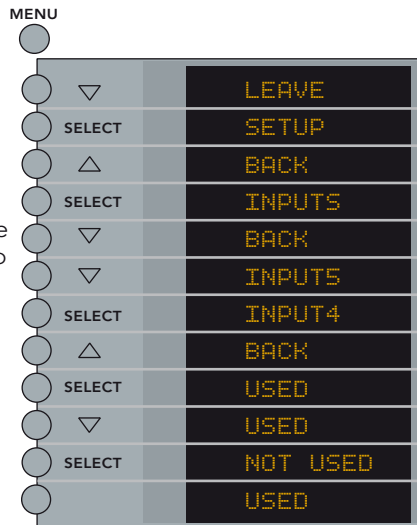 MENU
LEAVE
SELECT SETUP
BACK
SELECT INPUTS
BACK
INPUT5
SELECT INPUT4
BACK
SELECT USED
USED
SELECT NOT USED
USED